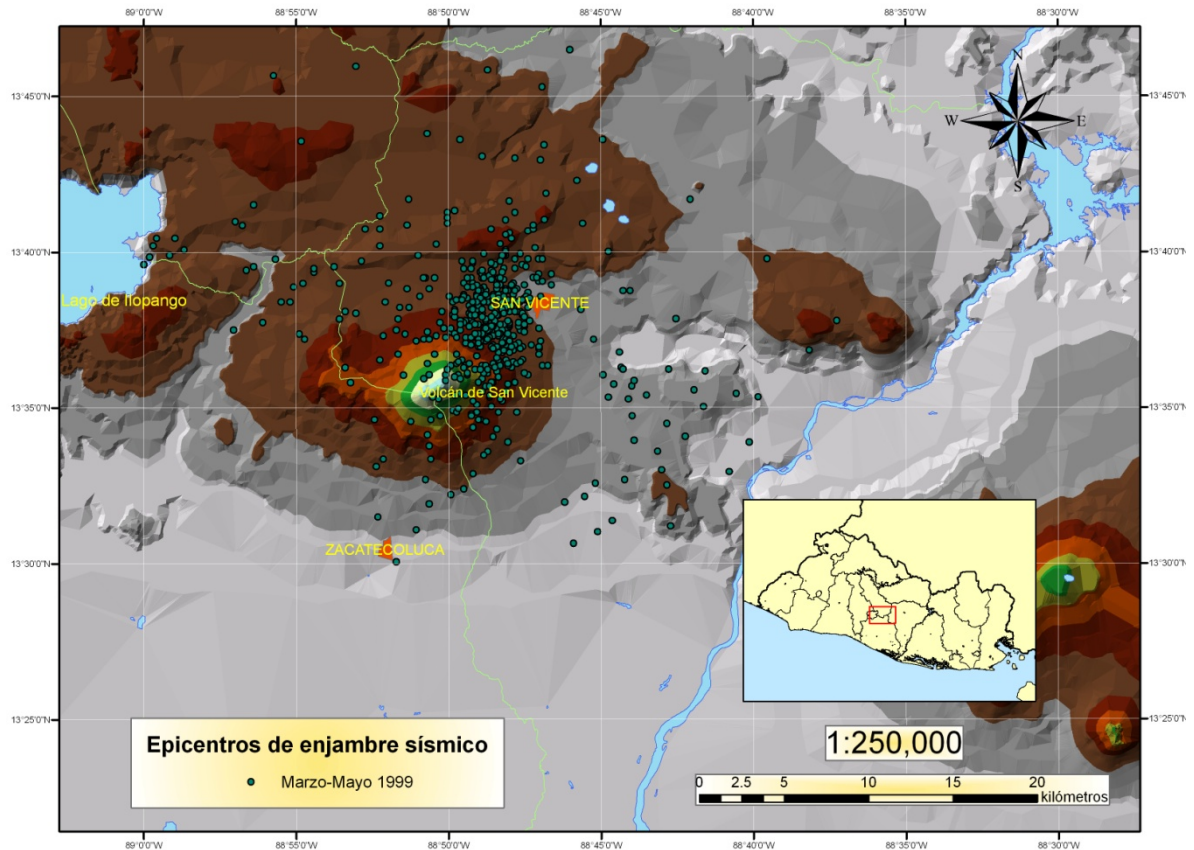 89°0'0"W 88°55'0"W 88°50'0"W 88°45'0"W 88°40'0"W 88°35'0"W 88°30'0"W
N
13°45'0"N 13°45'0"N
W E
S
13°40'0"N 13°40'0"N
Lago de Ilopango
SAN VICENTE
Volcán de San Vicente
13°35'0"N 13°35'0"N
ZACATECOLUCA
13°30'0"N 13°30'0"N
13°25'0"N 13°25'0"N
Epicentros de enjambre sísmico
Marzo-Mayo 1999
1:250,000
0 2.5 5 10 15 20
kilómetros
89°0'0"W 88°55'0"W 88°50'0"W 88°45'0"W 88°40'0"W 88°35'0"W 88°30'0"W